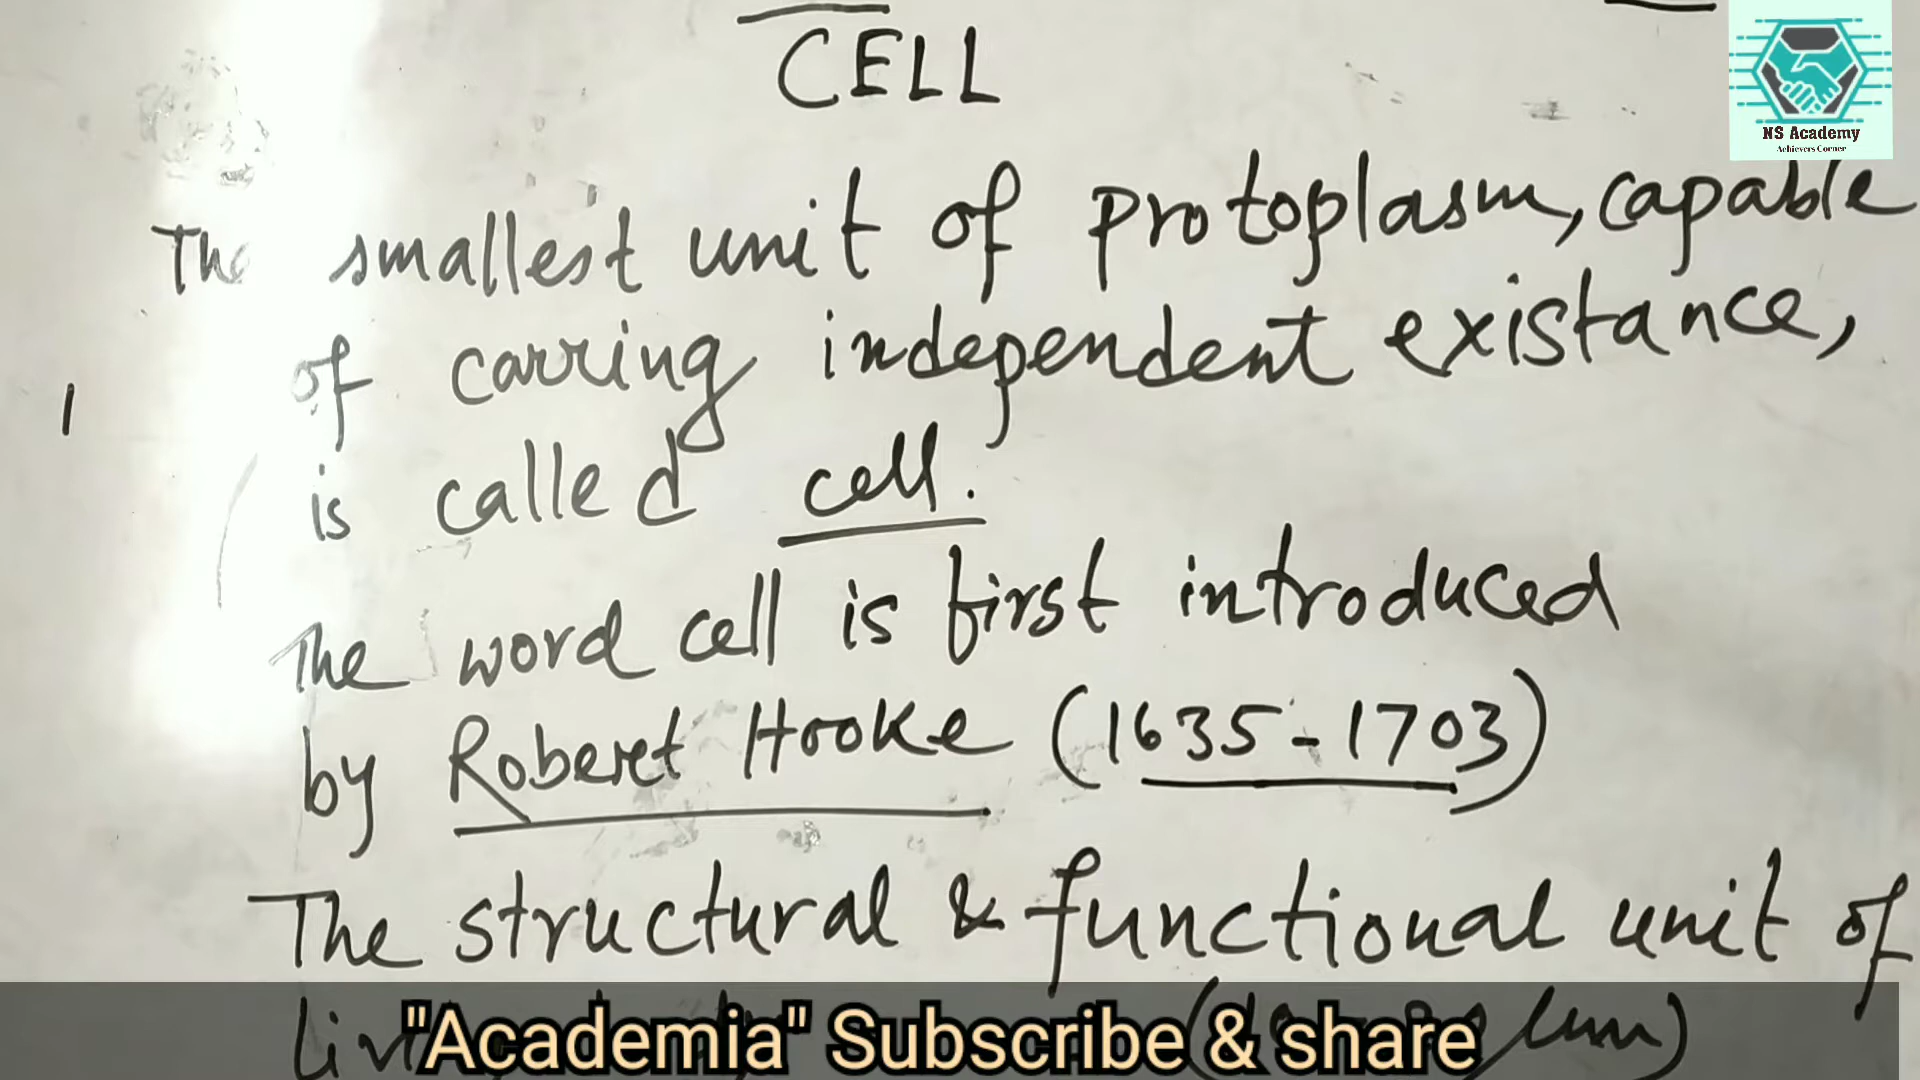 CELL
NS Academy
Achievers Corner
The smallest unit of protoplasm, capable
of carring independent existance,
is called cell.
The word cell is first introduced
by Roberet Hooke (1635-1703)
The structural & functional unit of
"Academia" Subscribe & share